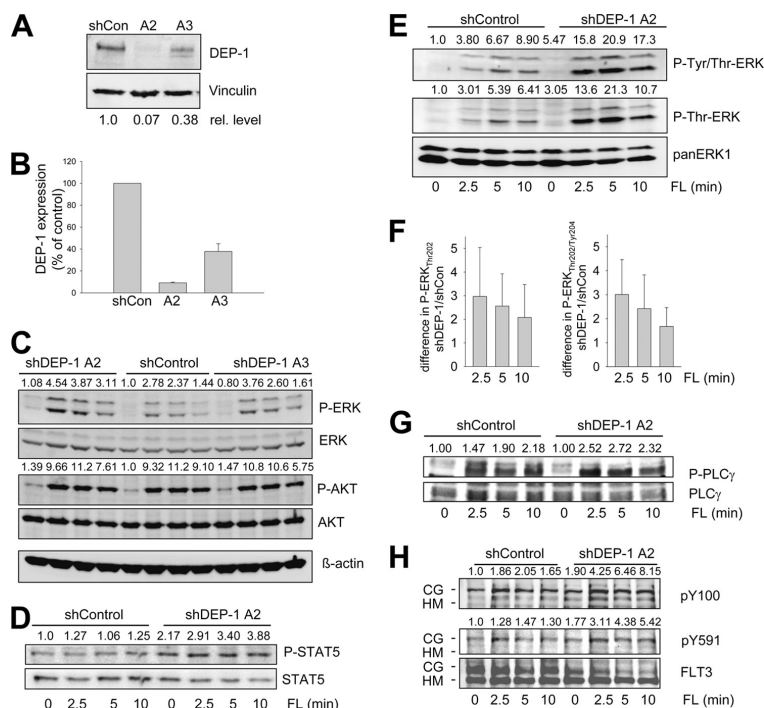 A
shCon A2 A3
DEP-1
Vinculin
1.0 0.07 0.38 rel. level
B
DEP-1 expression
(% of control)
120
100
80
60
40
20
0
shCon A2 A3
C
shDEP-1 A2 shControl shDEP-1 A3
1.08 4.54 3.87 3.11 1.0 2.78 2.37 1.44 0.80 3.76 2.60 1.61
P-ERK
ERK
1.39 9.66 11.2 7.61 1.0 9.32 11.2 9.10 1.47 10.8 10.6 5.75
P-AKT
AKT
ß-actin
D
shControl shDEP-1 A2
1.0 1.27 1.06 1.25 2.17 2.91 3.40 3.88
P-STAT5
STAT5
0 2.5 5 10 0 2.5 5 10 FL (min)
E
shControl shDEP-1 A2
1.0 3.80 6.67 8.90 5.47 15.8 20.9 17.3
P-Tyr/Thr-ERK
1.0 3.01 5.39 6.41 3.05 13.6 21.3 10.7
P-Thr-ERK
panERK1
0 2.5 5 10 0 2.5 5 10
FL (min)
F
difference in P-ERKThr202
shDEP-1/shCon
5
4
3
2
1
0
2.5 5 10
difference in P-ERKThr202/Tyr204
shDEP-1/shCon
5
4
3
2
1
0
2.5 5 10 FL (min)
G
shControl shDEP-1 A2
1.00 1.47 1.90 2.18 1.00 2.52 2.72 2.32
P-PLCγ
PLCγ
0 2.5 5 10 0 2.5 5 10 FL (min)
H
shControl shDEP-1 A2
1.0 1.86 2.05 1.65 1.90 4.25 6.46 8.15
CG -
HM -
pY100
1.0 1.28 1.47 1.30 1.77 3.11 4.38 5.42
CG -
HM -
pY591
CG -
HM -
FLT3
0 2.5 5 10 0 2.5 5 10 FL (min)